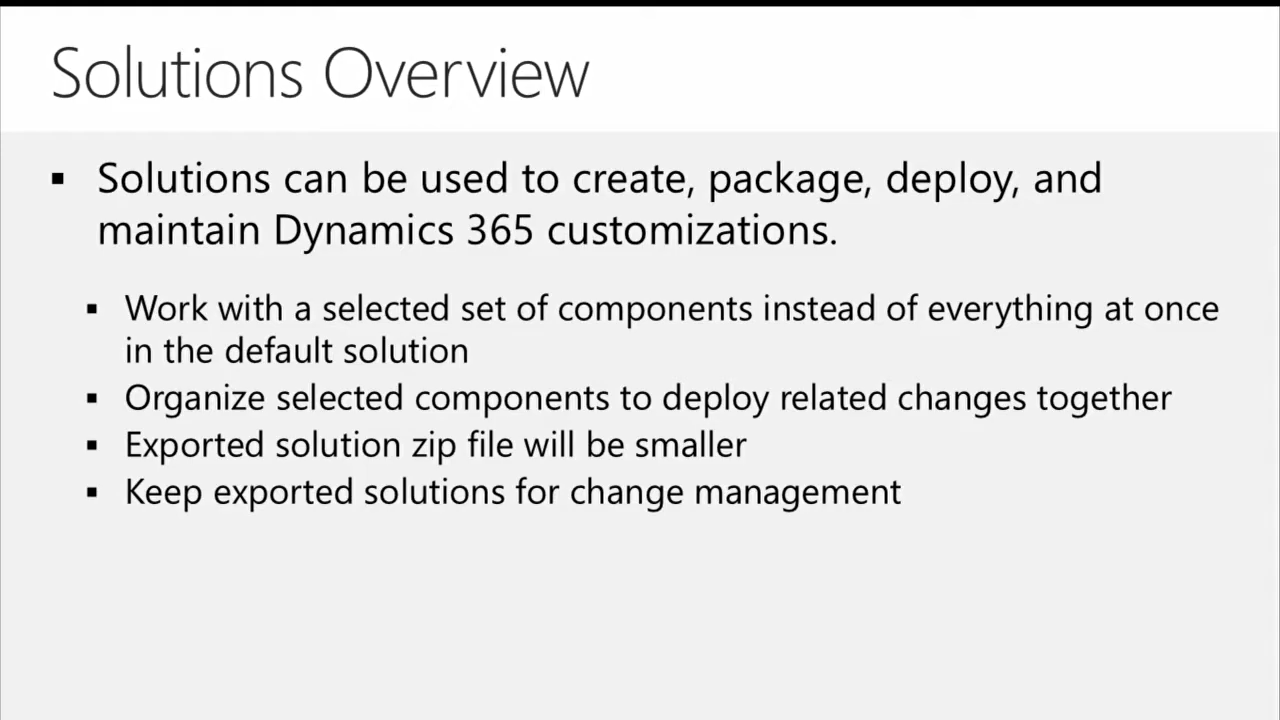 Solutions Overview
▪ Solutions can be used to create, package, deploy, and
maintain Dynamics 365 customizations.
▪ Work with a selected set of components instead of everything at once
in the default solution
▪ Organize selected components to deploy related changes together
▪ Exported solution zip file will be smaller
▪ Keep exported solutions for change management